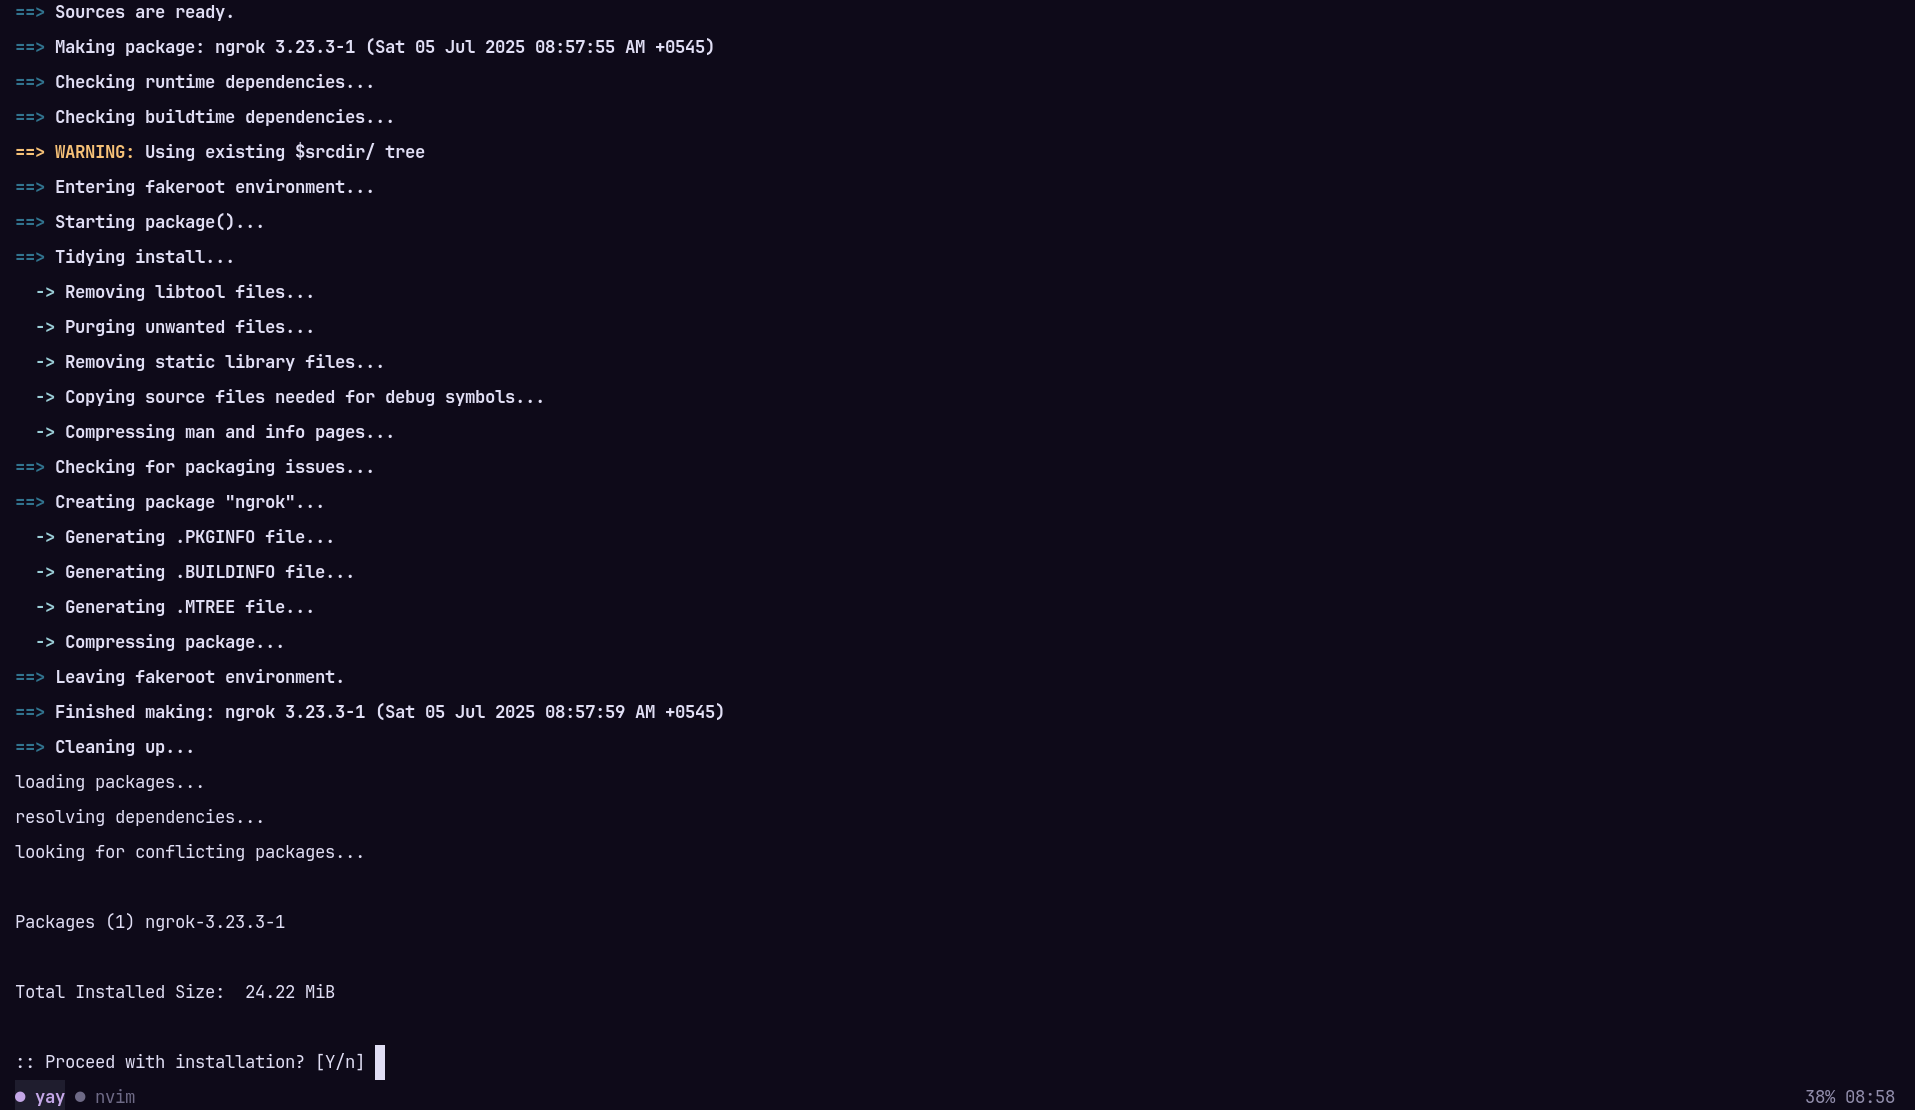 ==> Sources are ready.
==> Making package: ngrok 3.23.3-1 (Sat 05 Jul 2025 08:57:55 AM +0545)
==> Checking runtime dependencies...
==> Checking buildtime dependencies...
==> WARNING: Using existing $srcdir/ tree
==> Entering fakeroot environment...
==> Starting package()...
==> Tidying install...
  -> Removing libtool files...
  -> Purging unwanted files...
  -> Removing static library files...
  -> Copying source files needed for debug symbols...
  -> Compressing man and info pages...
==> Checking for packaging issues...
==> Creating package "ngrok"...
  -> Generating .PKGINFO file...
  -> Generating .BUILDINFO file...
  -> Generating .MTREE file...
  -> Compressing package...
==> Leaving fakeroot environment.
==> Finished making: ngrok 3.23.3-1 (Sat 05 Jul 2025 08:57:59 AM +0545)
==> Cleaning up...
loading packages...
resolving dependencies...
looking for conflicting packages...
Packages (1) ngrok-3.23.3-1
Total Installed Size:  24.22 MiB
:: Proceed with installation? [Y/n]
● yay ● nvim 38% 08:58